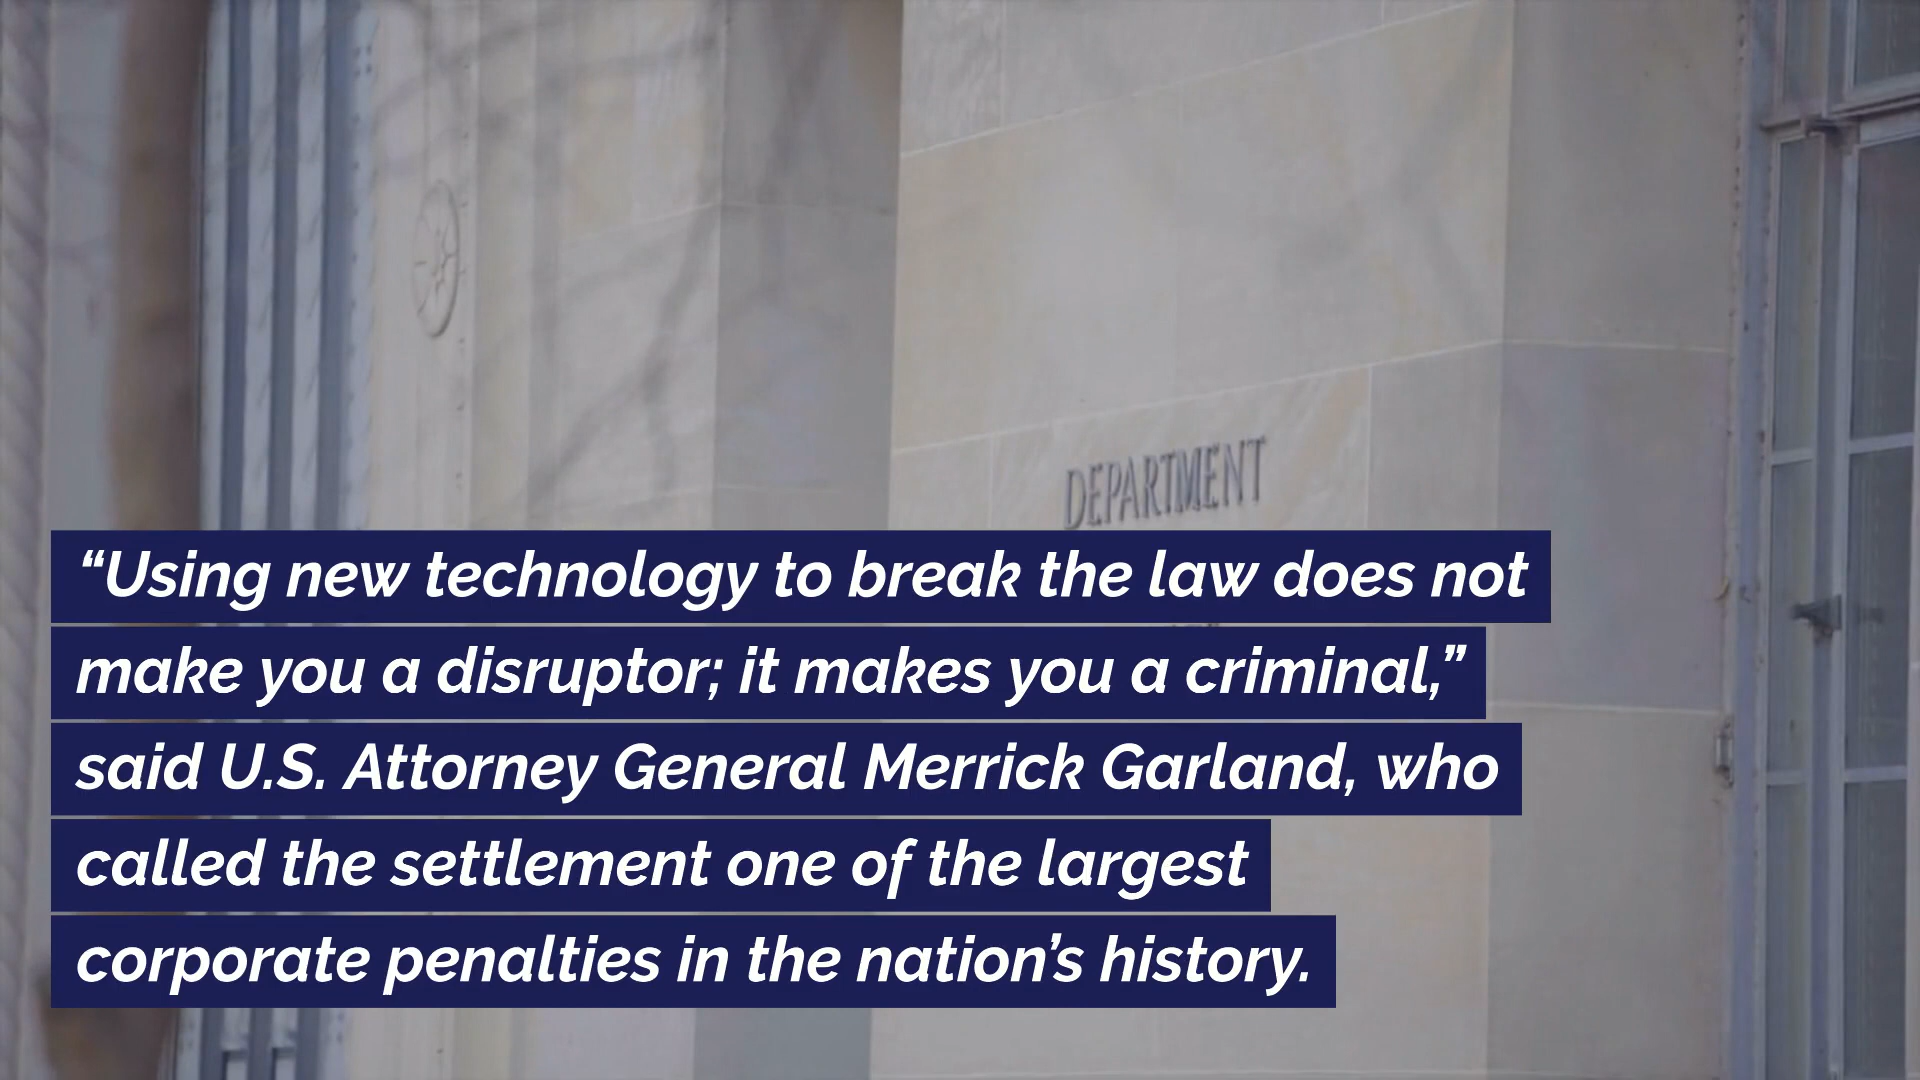 DEPARTMENT
“Using new technology to break the law does not
make you a disruptor; it makes you a criminal,”
said U.S. Attorney General Merrick Garland, who
called the settlement one of the largest
corporate penalties in the nation’s history.